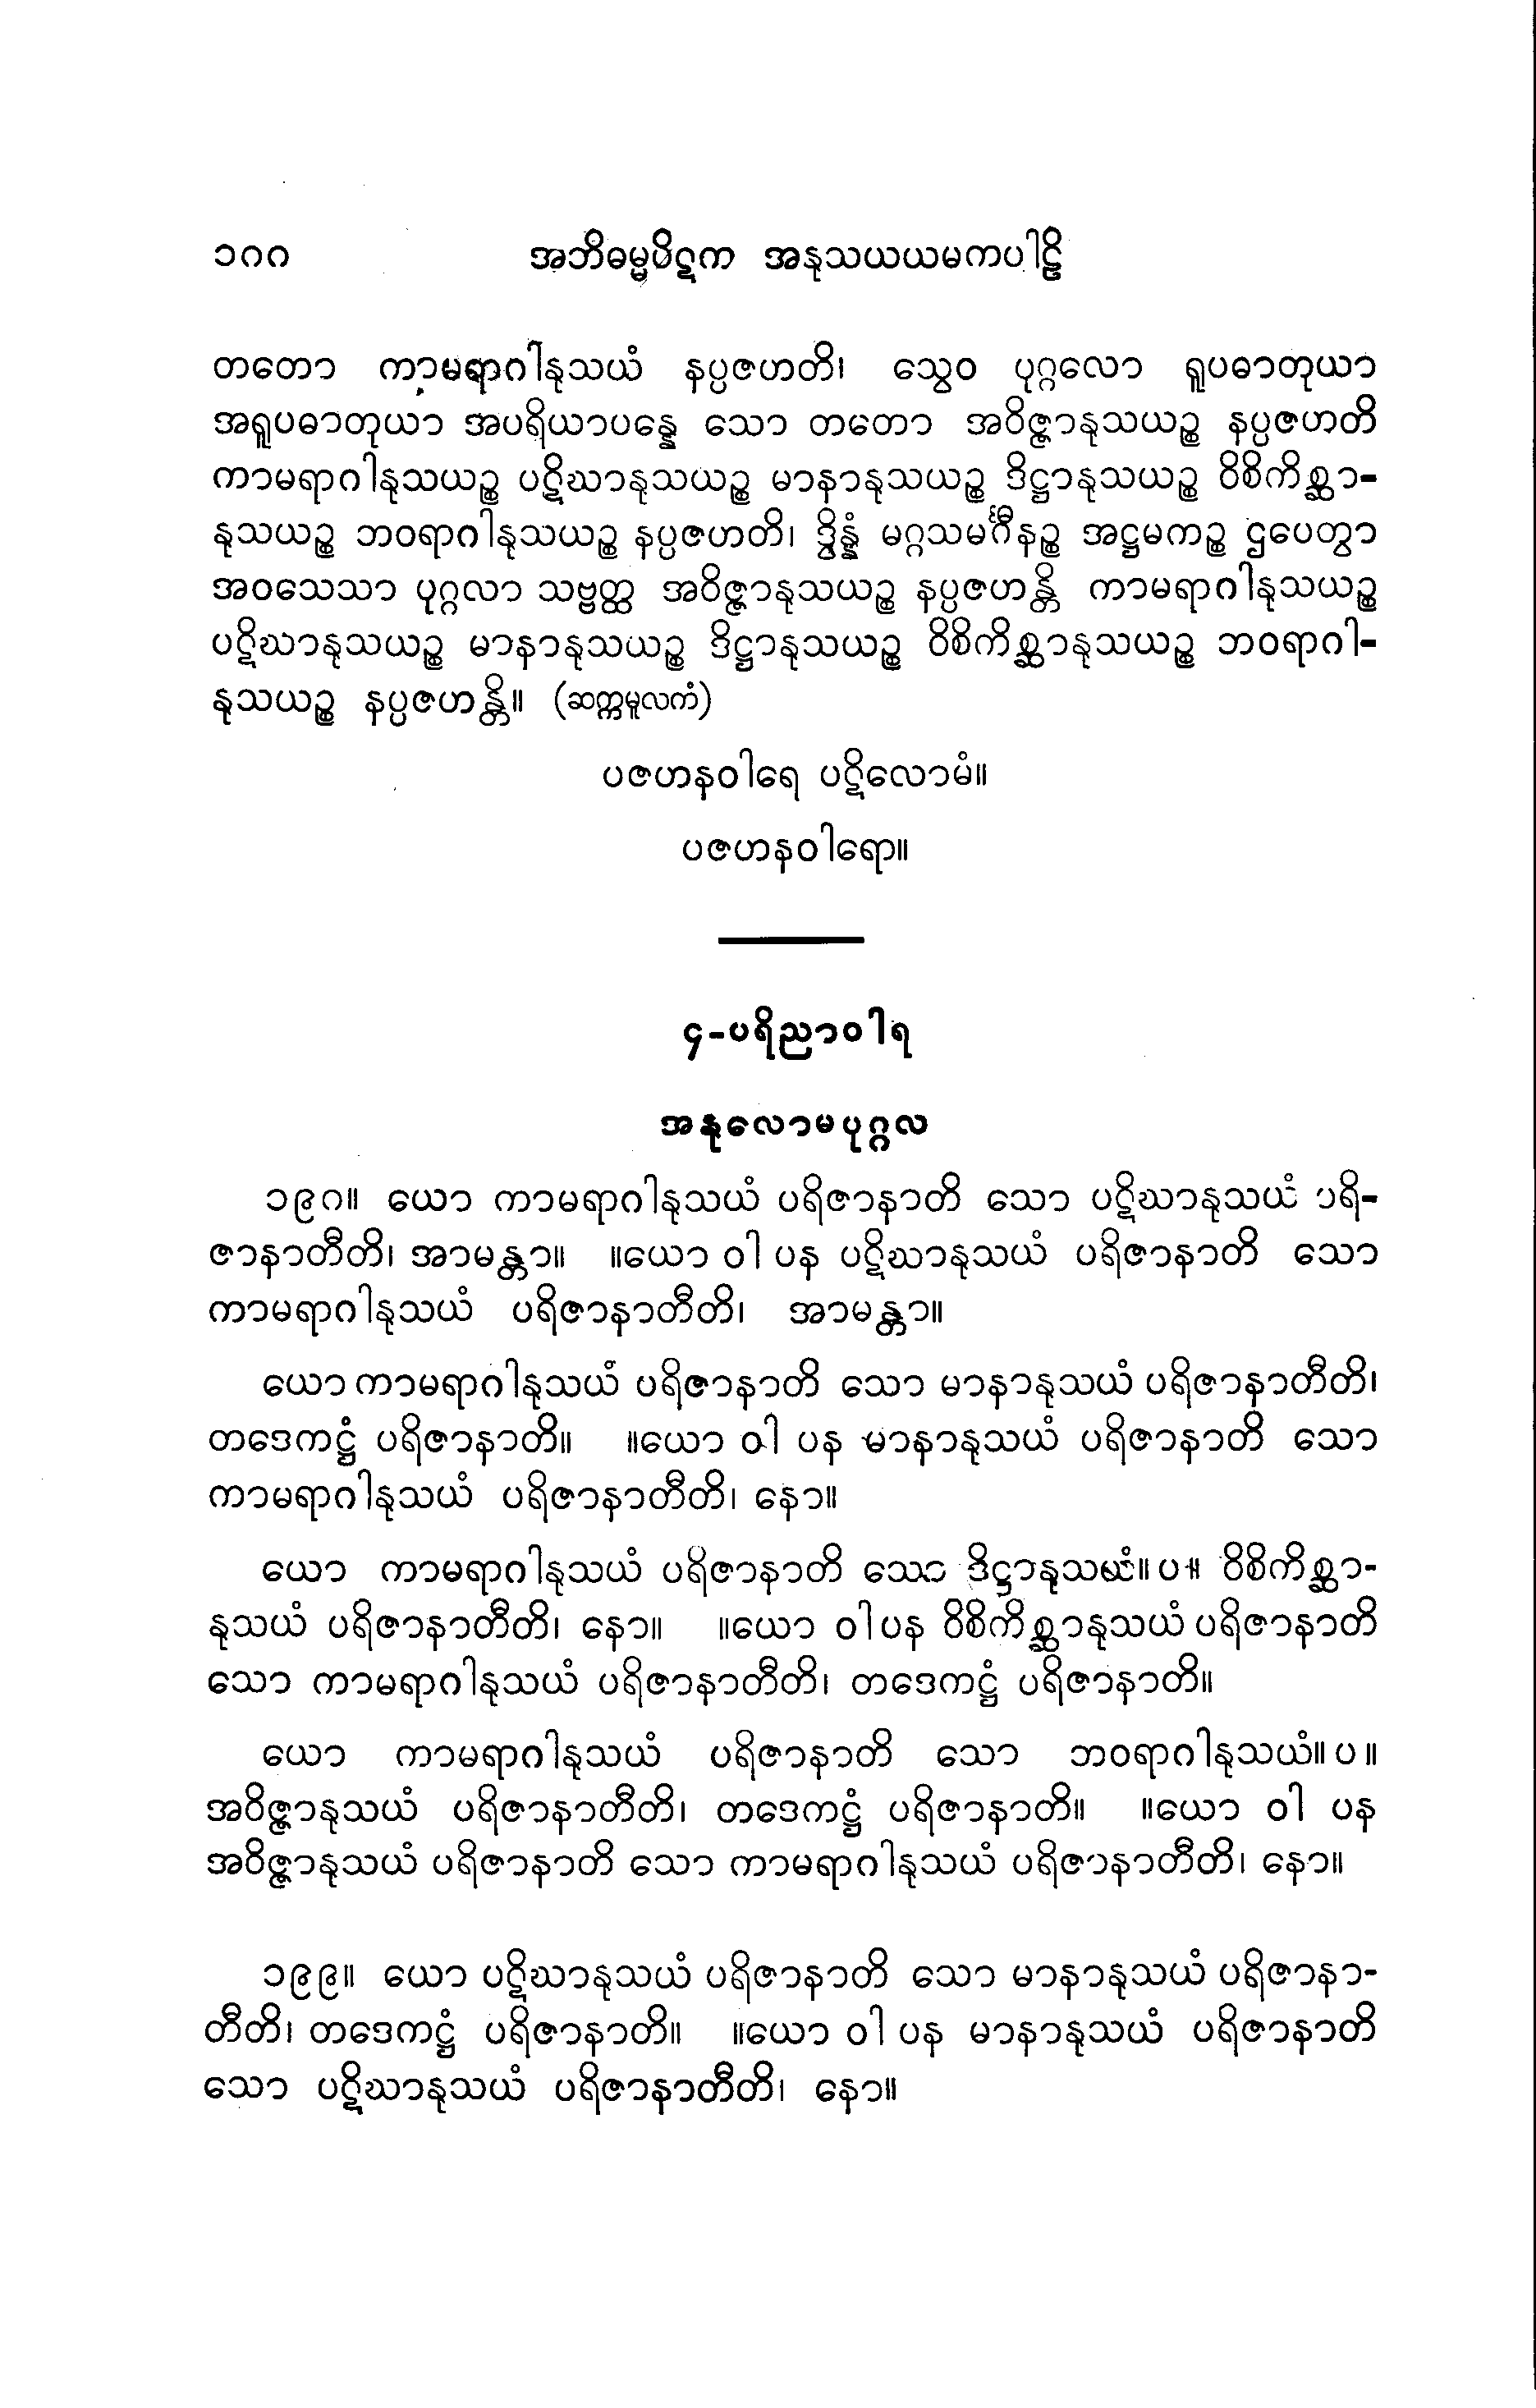 ၁၈၈ အဘိဓမ္မပိဋက အနုသယယမကပါဠိ
တတော ကာမရာဂါနုသယံ နပ္ပဇဟတိ၊ သွေဝ ပုဂ္ဂလော ရူပဓာတုယာ
အရူပဓာတုယာ အပရိယာပန္နေ သော တတော အဝိဇ္ဇာနုသယဉ္စ နပ္ပဇဟတိ
ကာမရာဂါနုသယဉ္စ ပဋိဃာနုသယဉ္စ မာနာနုသယဉ္စ ဒိဋ္ဌာနုသယဉ္စ ဝိစိကိစ္ဆာ-
နုသယဉ္စ ဘဝရာဂါနုသယဉ္စ နပ္ပဇဟတိ၊ ဒွိန္နံ မဂ္ဂသမင်္ဂီနဉ္စ အဋ္ဌမကဉ္စ ဌပေတွာ
အဝသေသာ ပုဂ္ဂလာ သဗ္ဗတ္ထ အဝိဇ္ဇာနုသယဉ္စ နပ္ပဇဟန္တိ ကာမရာဂါနုသယဉ္စ
ပဋိဃာနုသယဉ္စ မာနာနုသယဉ္စ ဒိဋ္ဌာနုသယဉ္စ ဝိစိကိစ္ဆာနုသယဉ္စ ဘဝရာဂါ-
နုသယဉ္စ နပ္ပဇဟန္တိ။ (ဆက္ကမူလကံ)
ပဇဟနဝါရေ ပဋိလောမံ။
ပဇဟနဝါရော။
၄-ပရိညာဝါရ
အနုလောမပုဂ္ဂလ
၁၉၈။ ယော ကာမရာဂါနုသယံ ပရိဇာနာတိ သော ပဋိဃာနုသယံ ပရိ-
ဇာနာတီတိ၊ အာမန္တာ။ ။ယော ဝါ ပန ပဋိဃာနုသယံ ပရိဇာနာတိ သော
ကာမရာဂါနုသယံ ပရိဇာနာတီတိ၊ အာမန္တာ။
ယော ကာမရာဂါနုသယံ ပရိဇာနာတိ သော မာနာနုသယံ ပရိဇာနာတီတိ၊
တဒေကဋ္ဌံ ပရိဇာနာတိ။ ။ယော ဝါ ပန မာနာနုသယံ ပရိဇာနာတိ သော
ကာမရာဂါနုသယံ ပရိဇာနာတီတိ၊ နော။
ယော ကာမရာဂါနုသယံ ပရိဇာနာတိ သော ဒိဋ္ဌာနုသယံ။ပ။ ဝိစိကိစ္ဆာ-
နုသယံ ပရိဇာနာတီတိ၊ နော။ ။ယော ဝါ ပန ဝိစိကိစ္ဆာနုသယံ ပရိဇာနာတိ
သော ကာမရာဂါနုသယံ ပရိဇာနာတီတိ၊ တဒေကဋ္ဌံ ပရိဇာနာတိ။
ယော ကာမရာဂါနုသယံ ပရိဇာနာတိ သော ဘဝရာဂါနုသယံ။ပ။
အဝိဇ္ဇာနုသယံ ပရိဇာနာတီတိ၊ တဒေကဋ္ဌံ ပရိဇာနာတိ။ ။ယော ဝါ ပန
အဝိဇ္ဇာနုသယံ ပရိဇာနာတိ သော ကာမရာဂါနုသယံ ပရိဇာနာတီတိ၊ နော။
၁၉၉။ ယော ပဋိဃာနုသယံ ပရိဇာနာတိ သော မာနာနုသယံ ပရိဇာနာ-
တီတိ၊ တဒေကဋ္ဌံ ပရိဇာနာတိ။ ။ယော ဝါ ပန မာနာနုသယံ ပရိဇာနာတိ
သော ပဋိဃာနုသယံ ပရိဇာနာတီတိ၊ နော။